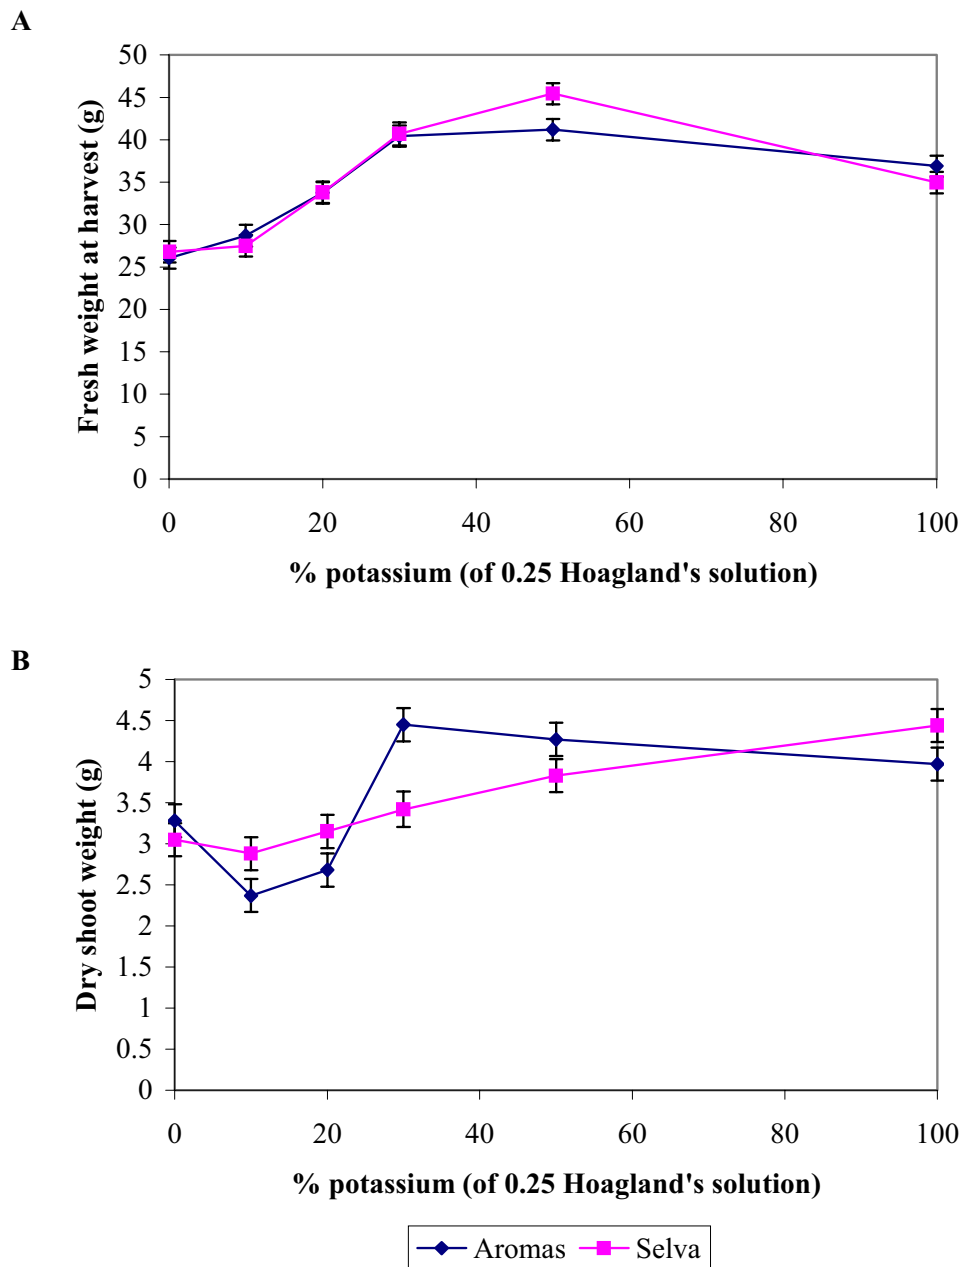 A
Fresh weight at harvest (g)
50
45
40
35
30
25
20
15
10
5
0
0 20 40 60 80 100
% potassium (of 0.25 Hoagland's solution)
B
Dry shoot weight (g)
5
4.5
4
3.5
3
2.5
2
1.5
1
0.5
0
0 20 40 60 80 100
% potassium (of 0.25 Hoagland's solution)
Aromas Selva